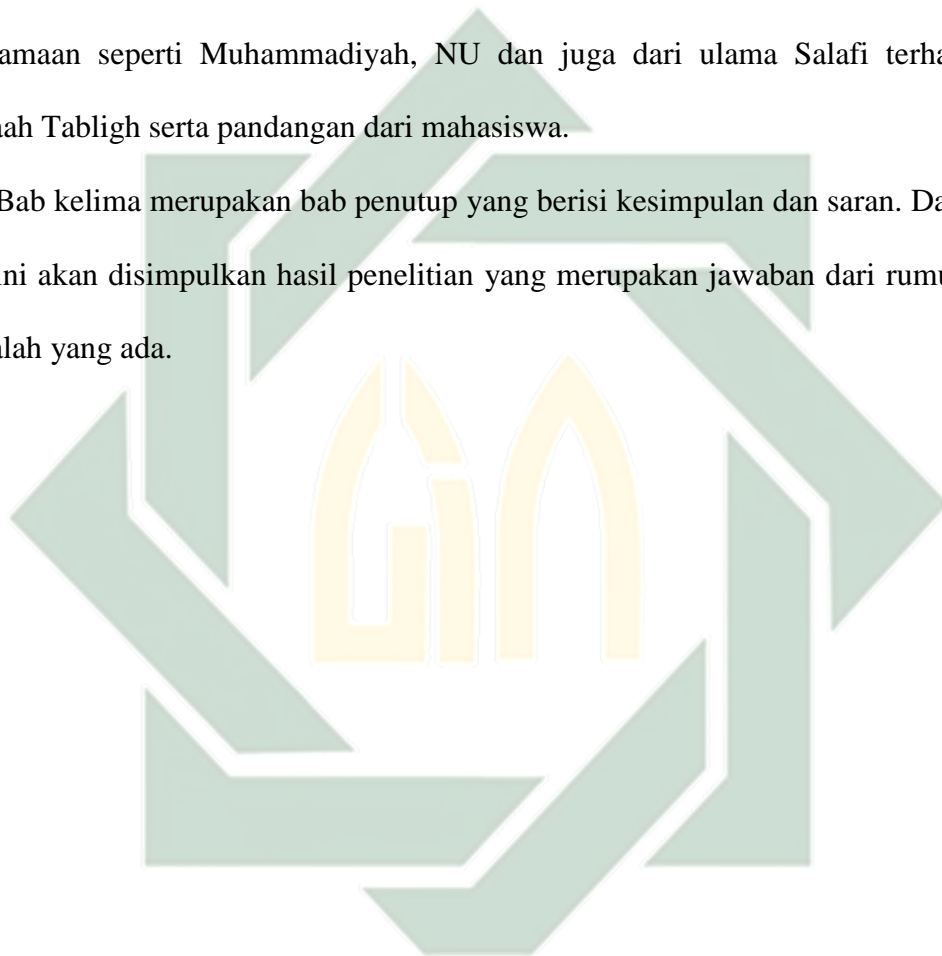 amaan seperti Muhammadiyah, NU dan juga dari ulama Salafi terha
ah Tabligh serta pandangan dari mahasiswa.
Bab kelima merupakan bab penutup yang berisi kesimpulan dan saran. Da
ini akan disimpulkan hasil penelitian yang merupakan jawaban dari rumu
alah yang ada.